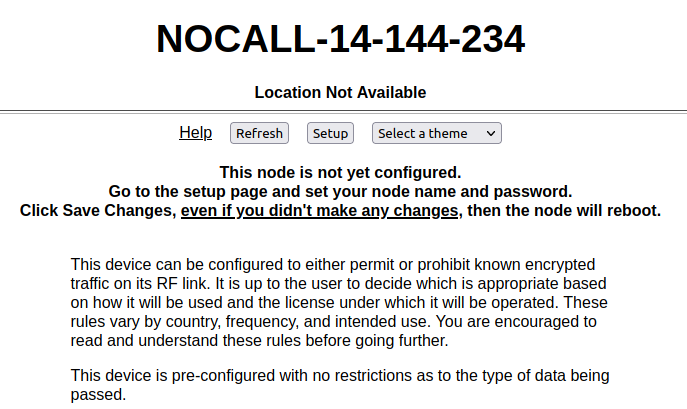 NOCALL-14-144-234
Location Not Available
Help Refresh Setup Select a theme
This node is not yet configured.
Go to the setup page and set your node name and password.
Click Save Changes, even if you didn't make any changes, then the node will reboot.
This device can be configured to either permit or prohibit known encrypted
traffic on its RF link. It is up to the user to decide which is appropriate based
on how it will be used and the license under which it will be operated. These
rules vary by country, frequency, and intended use. You are encouraged to
read and understand these rules before going further.
This device is pre-configured with no restrictions as to the type of data being
passed.